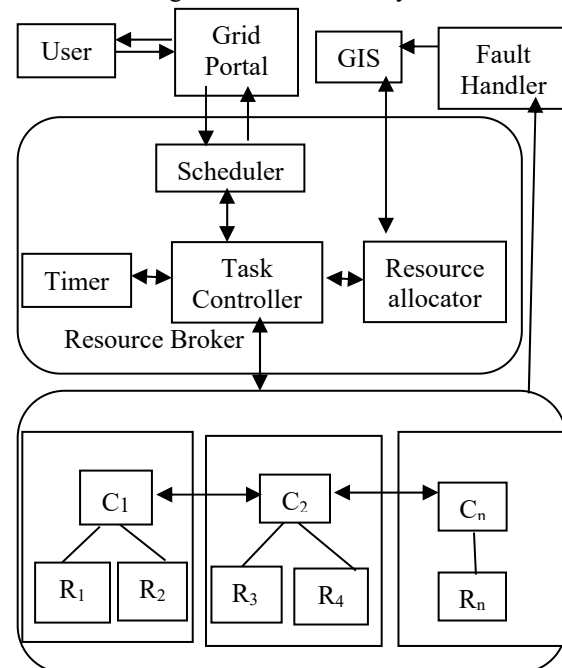 User
Grid
Portal
GIS
Fault
Handler
Scheduler
Timer
Task
Controller
Resource
allocator
Resource Broker
C1
C2
Cn
R1
R2
R3
R4
Rn